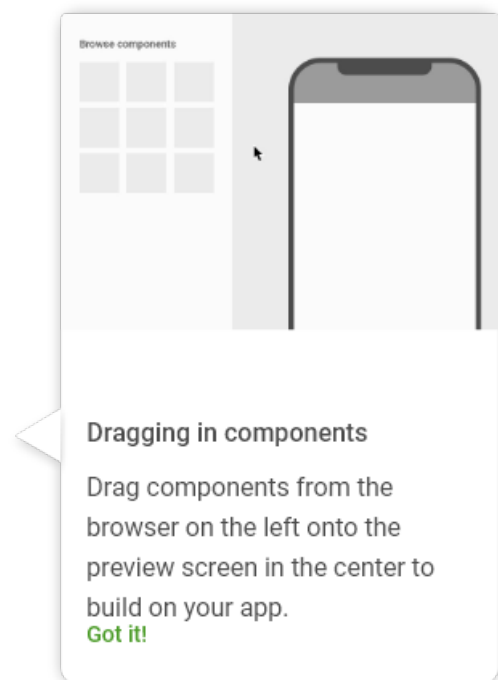 Browse components
Dragging in components
Drag components from the
browser on the left onto the
preview screen in the center to
build on your app.
Got it!